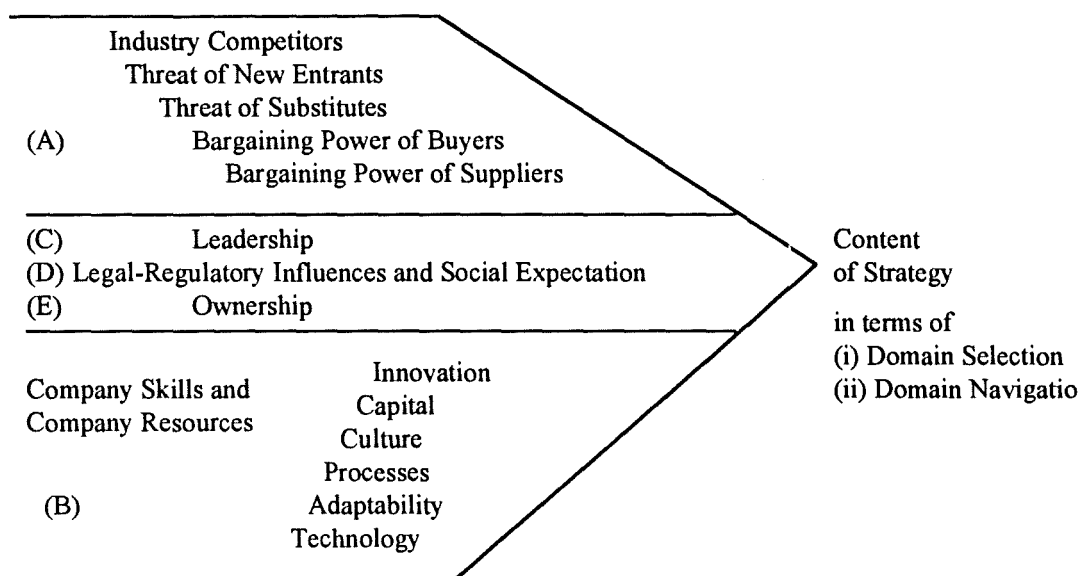 Industry Competitors
Threat of New Entrants
Threat of Substitutes
(A) Bargaining Power of Buyers
Bargaining Power of Suppliers
(C) Leadership
(D) Legal-Regulatory Influences and Social Expectation
(E) Ownership
Content
of Strategy
in terms of
(i) Domain Selection
(ii) Domain Navigatio
Company Skills and
Company Resources
(B)
Innovation
Capital
Culture
Processes
Adaptability
Technology